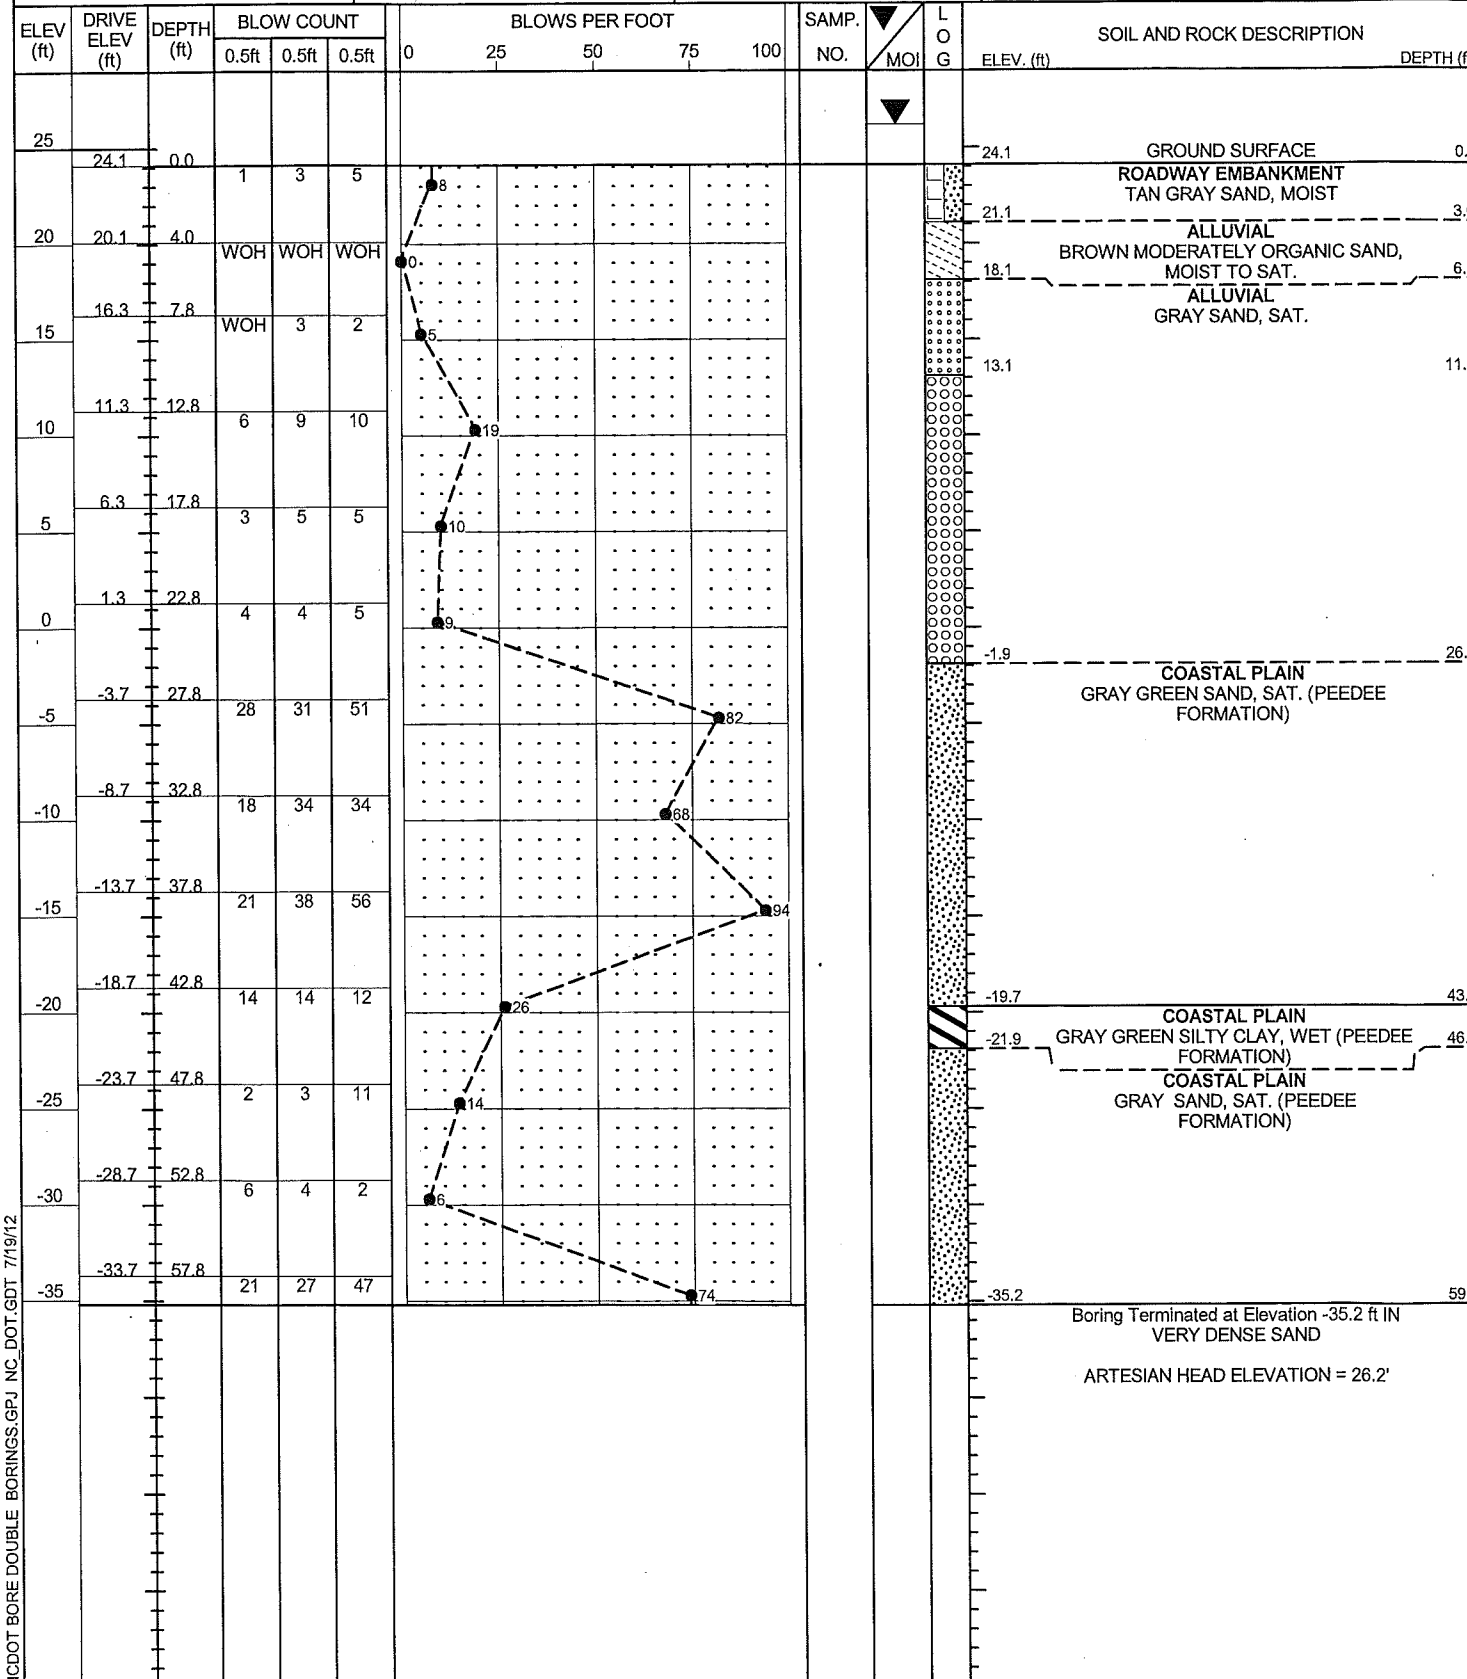 ELEV (ft) DRIVE ELEV (ft) DEPTH (ft) BLOW COUNT BLOWS PER FOOT SAMP. NO. MOI L O G SOIL AND ROCK DESCRIPTION
0.5ft 0.5ft 0.5ft 0 25 50 75 100 ELEV. (ft) DEPTH (f
25
24.1 0.0 24.1 GROUND SURFACE 0.
1 3 5 8 ROADWAY EMBANKMENT
TAN GRAY SAND, MOIST
21.1 3.
20 20.1 4.0 ALLUVIAL
WOH WOH WOH 0 BROWN MODERATELY ORGANIC SAND,
18.1 MOIST TO SAT. 6.
16.3 7.8 ALLUVIAL
15 WOH 3 2 5 GRAY SAND, SAT.
13.1 11.
11.3 12.8
10 6 9 10 19
6.3 17.8
5 3 5 5 10
1.3 22.8
0 4 4 5 9
-1.9 26.
COASTAL PLAIN
-3.7 27.8 GRAY GREEN SAND, SAT. (PEEDEE
-5 28 31 51 82 FORMATION)
-8.7 32.8
-10 18 34 34 68
-13.7 37.8
-15 21 38 56 94
-18.7 42.8
-20 14 14 12 26 -19.7 43.
COASTAL PLAIN
-21.9 GRAY GREEN SILTY CLAY, WET (PEEDEE 46.
FORMATION)
-23.7 47.8 COASTAL PLAIN
-25 2 3 11 14 GRAY SAND, SAT. (PEEDEE
FORMATION)
-28.7 52.8
-30 6 4 2 6
-33.7 57.8
-35 21 27 47 74 -35.2 59
Boring Terminated at Elevation -35.2 ft IN
VERY DENSE SAND
ARTESIAN HEAD ELEVATION = 26.2'
CDOT BORE DOUBLE BORINGS.GPJ NC_DOT.GDT 7/19/12